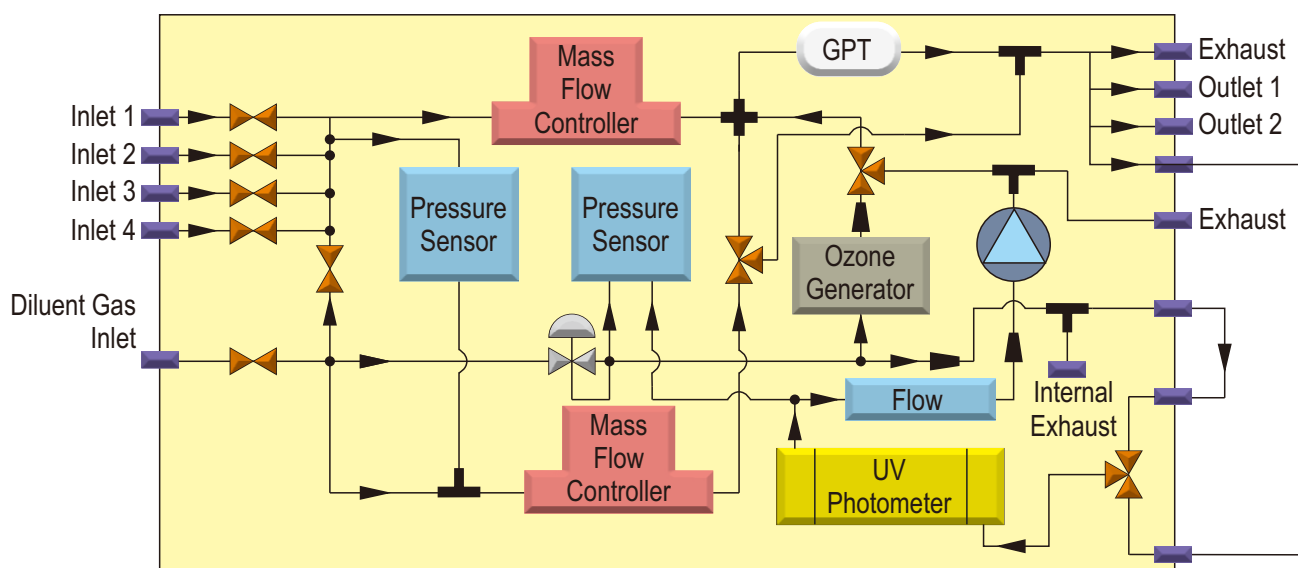 GPT
Exhaust
Mass
Flow
Controller
Outlet 1
Inlet 1
Outlet 2
Inlet 2
Inlet 3
Inlet 4
Pressure
Sensor
Pressure
Sensor
Exhaust
Ozone
Generator
Diluent Gas
Inlet
Internal
Exhaust
Flow
Mass
Flow
Controller
UV
Photometer